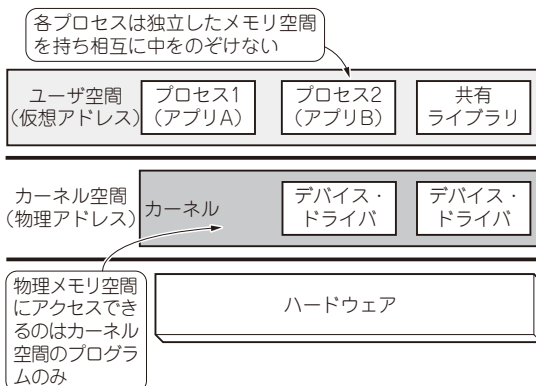 各プロセスは独立したメモリ空間
を持ち相互に中をのぞけない
ユーザ空間
(仮想アドレス)
プロセス1
(アプリA)
プロセス2
(アプリB)
共有
ライブラリ
カーネル空間
(物理アドレス)
カーネル
デバイス・
ドライバ
デバイス・
ドライバ
物理メモリ空間
にアクセスでき
るのはカーネル
空間のプログラ
ムのみ
ハードウェア